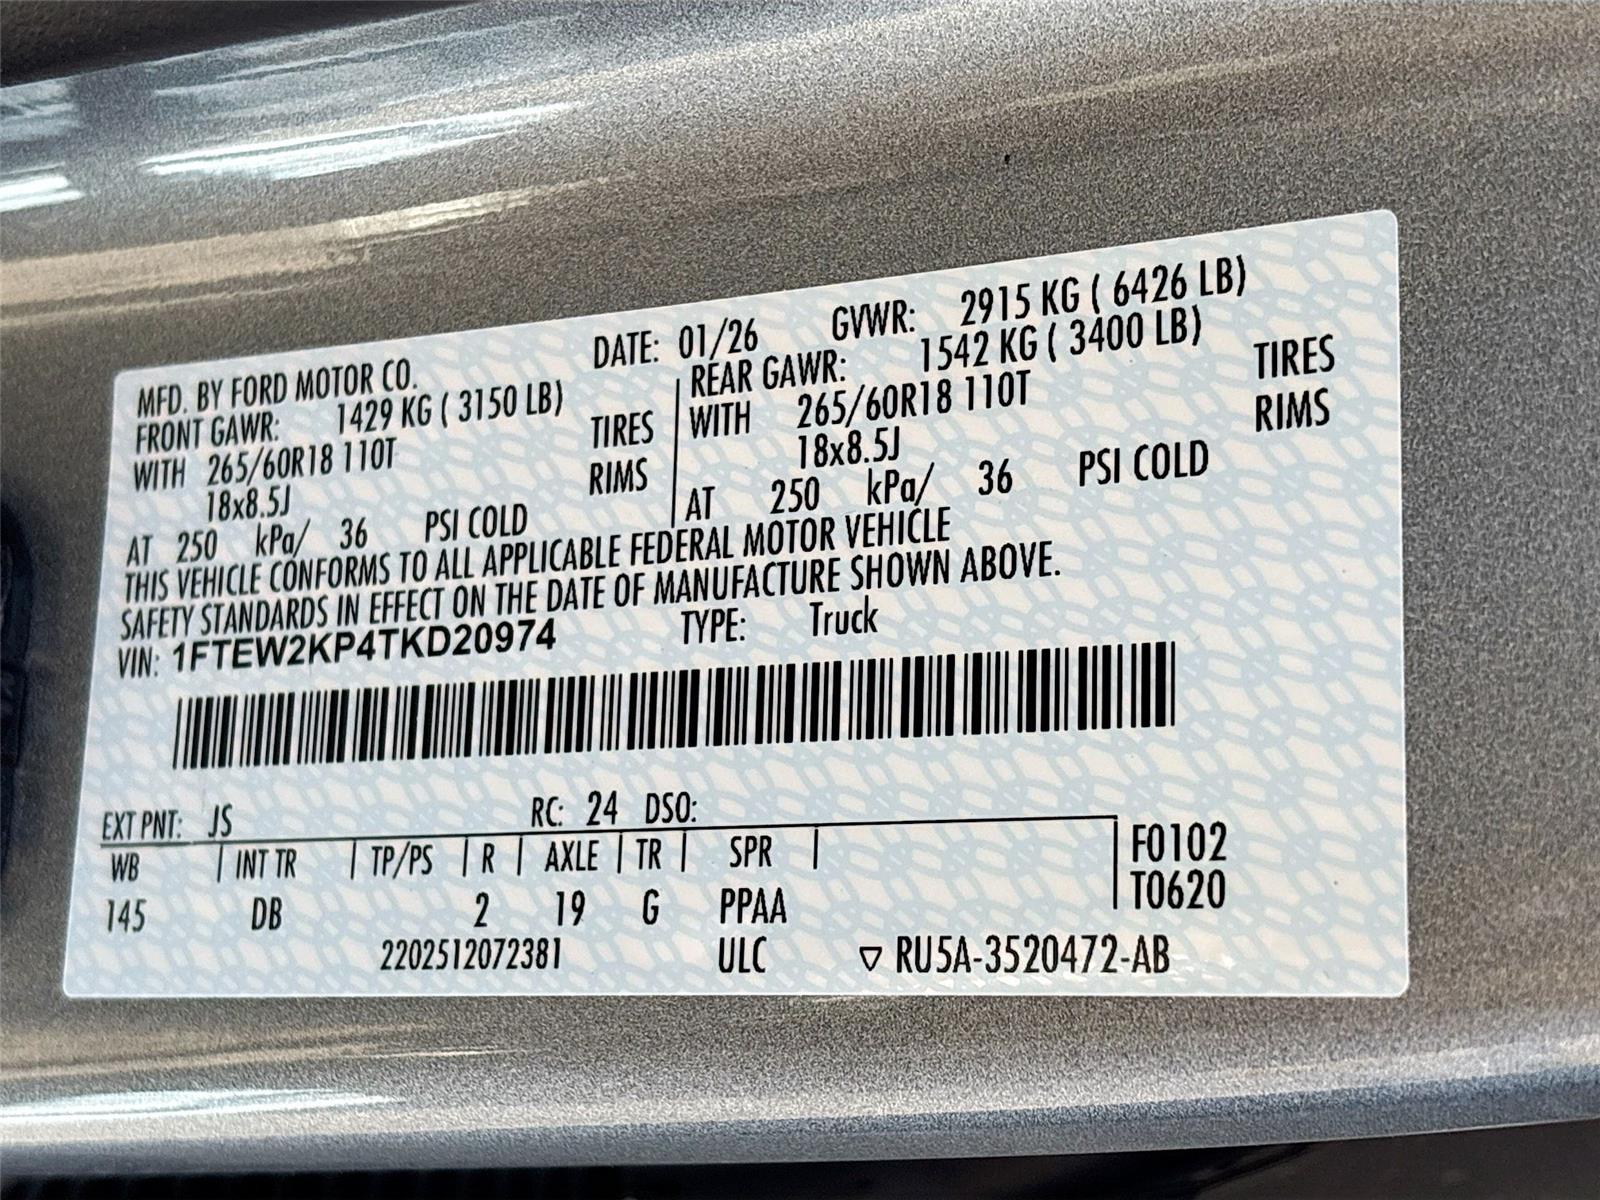 MFD. BY FORD MOTOR CO. DATE: 01/26 GVWR: 2915 KG ( 6426 LB)
FRONT GAWR: 1429 KG ( 3150 LB) REAR GAWR: 1542 KG ( 3400 LB)
WITH 265/60R18 110T TIRES WITH 265/60R18 110T TIRES
18x8.5J RIMS 18x8.5J RIMS
AT 250 kPa/ 36 PSI COLD AT 250 kPa/ 36 PSI COLD
THIS VEHICLE CONFORMS TO ALL APPLICABLE FEDERAL MOTOR VEHICLE
SAFETY STANDARDS IN EFFECT ON THE DATE OF MANUFACTURE SHOWN ABOVE.
VIN: 1FTEW2KP4TKD20974 TYPE: Truck
EXT PNT: JS RC: 24 DSO:
WB INT TR TP/PS R AXLE TR SPR F0102
145 DB 2 19 G PPAA T0620
2202512072381 ULC ▽ RU5A-3520472-AB